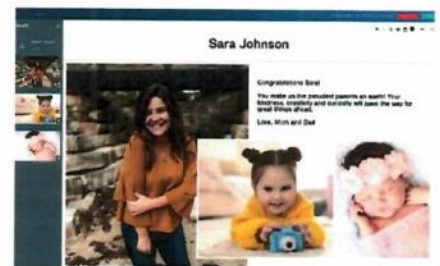 Sara Johnson
Congratulations Sara!
You make us the proudest parents on earth! Your
kindness, creativity and curiosity will pave the way for
great things ahead.
Love, Mom and Dad